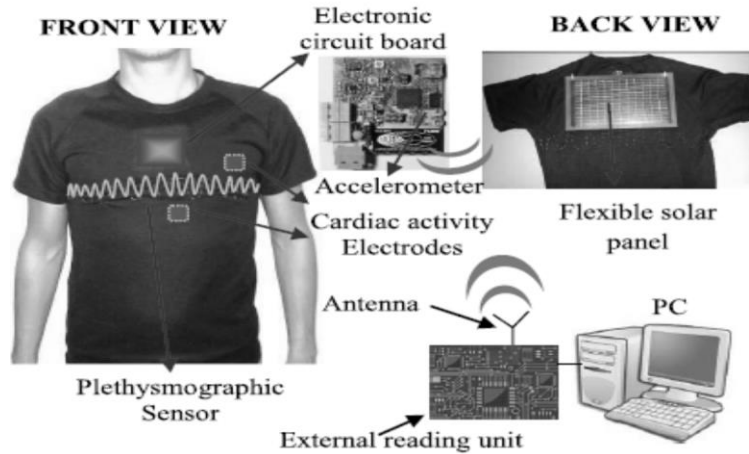 FRONT VIEW
Electronic
circuit board
BACK VIEW
Accelerometer
Cardiac activity
Electrodes
Flexible solar
panel
Antenna
PC
Plethysmographic
Sensor
External reading unit